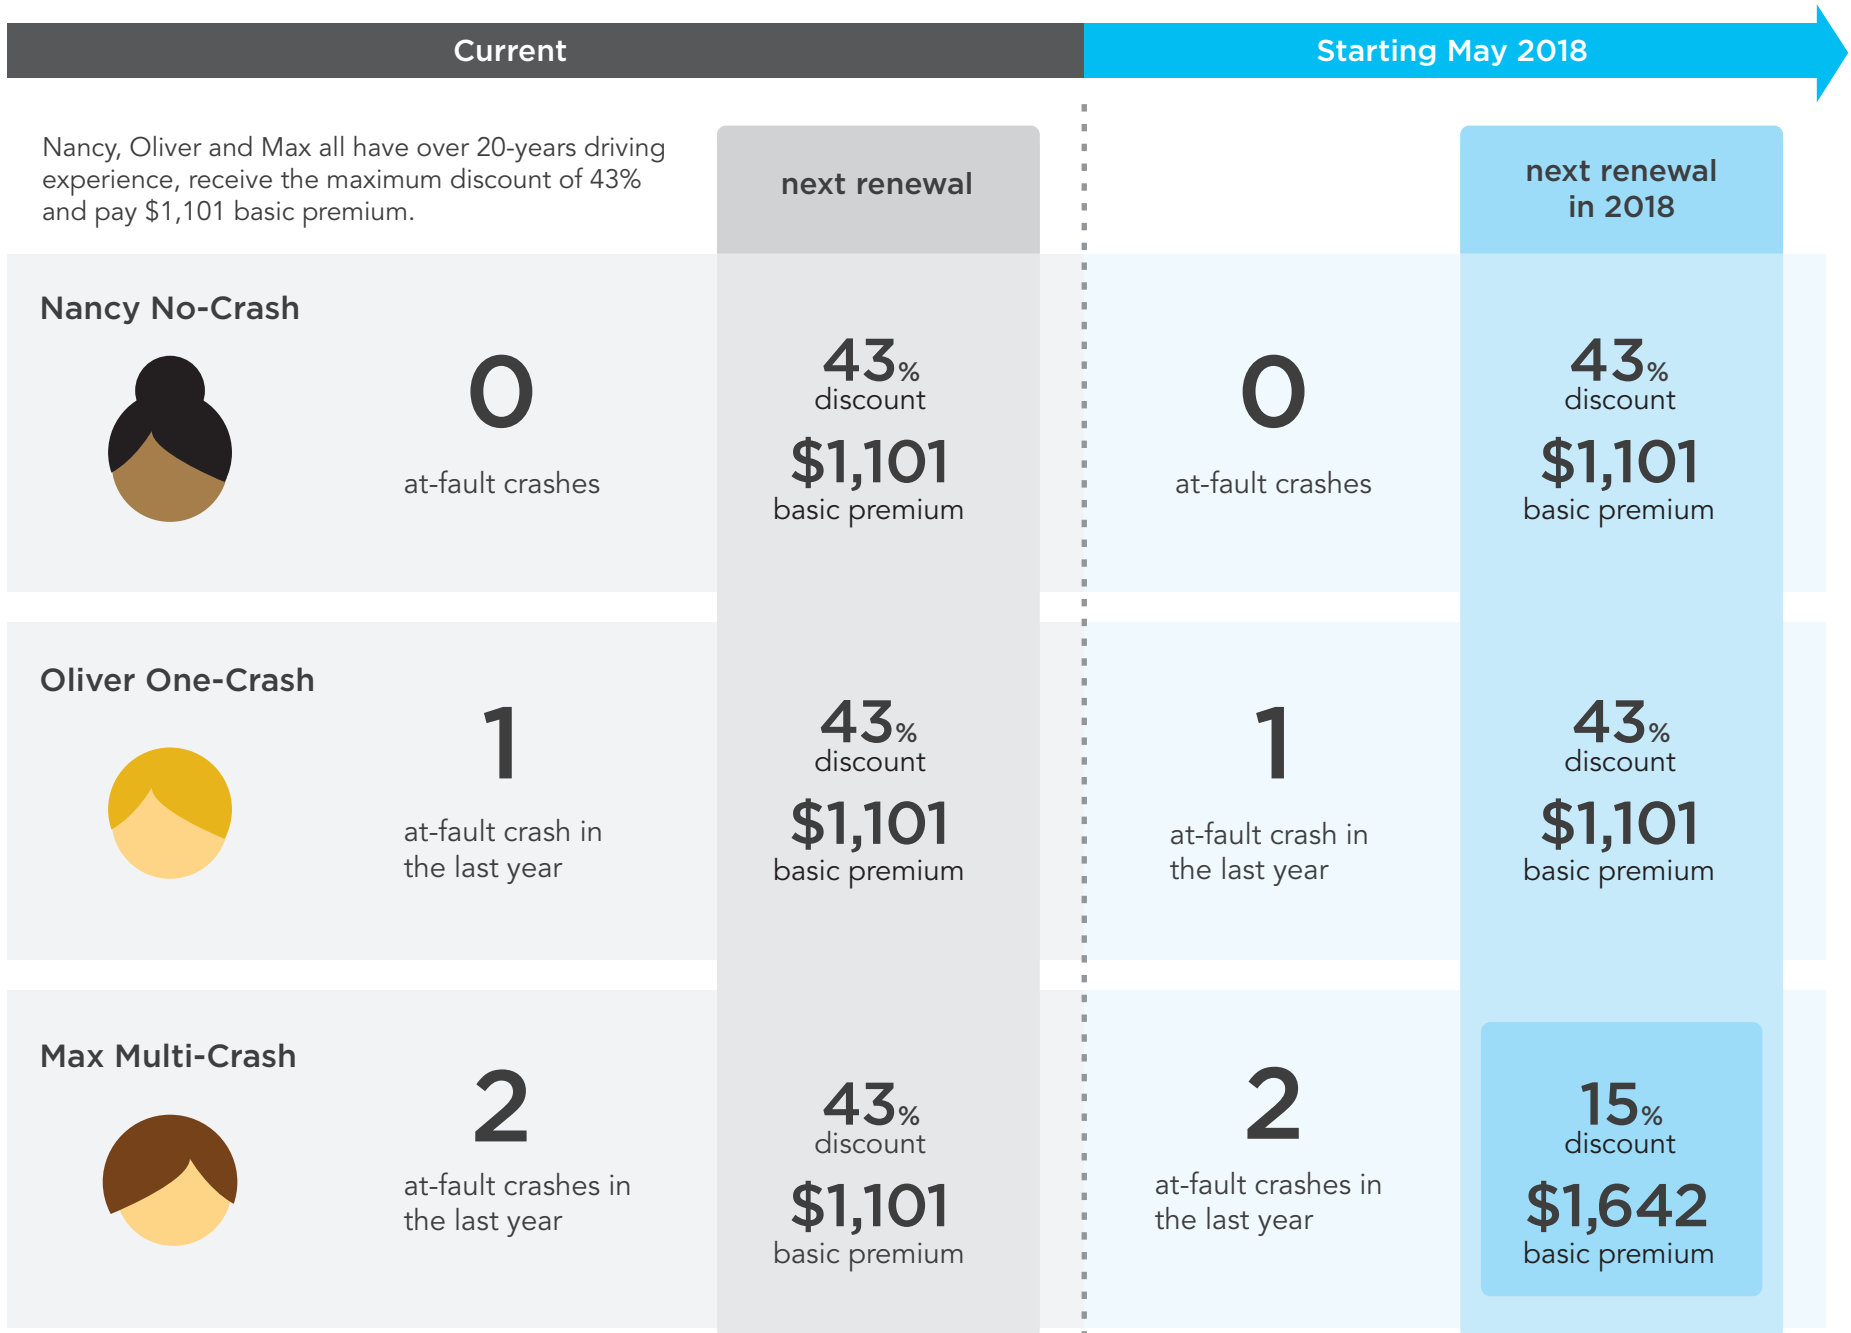 Current
Starting May 2018
Nancy, Oliver and Max all have over 20-years driving
experience, receive the maximum discount of 43%
and pay $1,101 basic premium.
next renewal
next renewal
in 2018
Nancy No-Crash
0
at-fault crashes
43%
discount
$1,101
basic premium
0
at-fault crashes
43%
discount
$1,101
basic premium
Oliver One-Crash
1
at-fault crash in
the last year
43%
discount
$1,101
basic premium
1
at-fault crash in
the last year
43%
discount
$1,101
basic premium
Max Multi-Crash
2
at-fault crashes in
the last year
43%
discount
$1,101
basic premium
2
at-fault crashes in
the last year
15%
discount
$1,642
basic premium